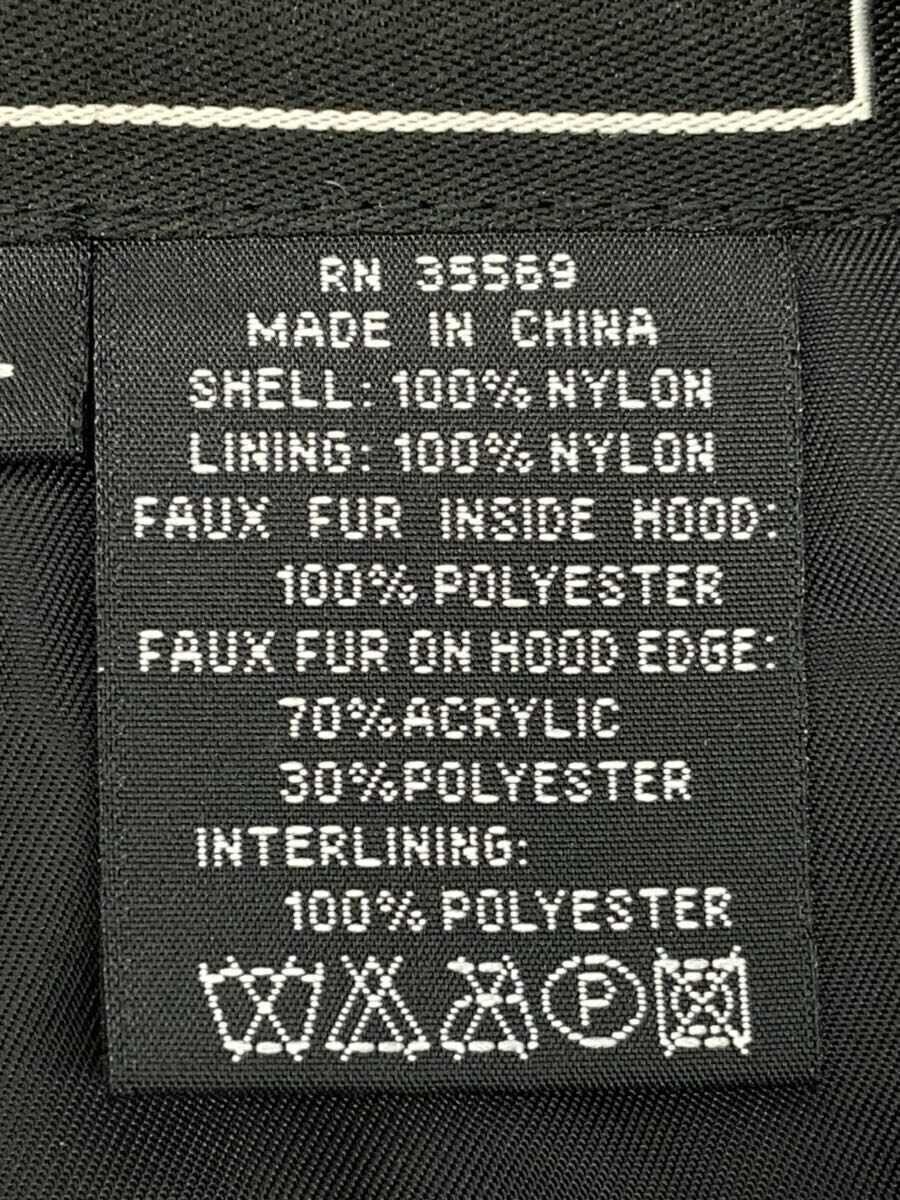 RN 35569
MADE IN CHINA
SHELL: 100% NYLON
LINING: 100% NYLON
FAUX FUR INSIDE HOOD:
100% POLYESTER
FAUX FUR ON HOOD EDGE:
70%ACRYLIC
30%POLYESTER
INTERLINING:
100% POLYESTER
P